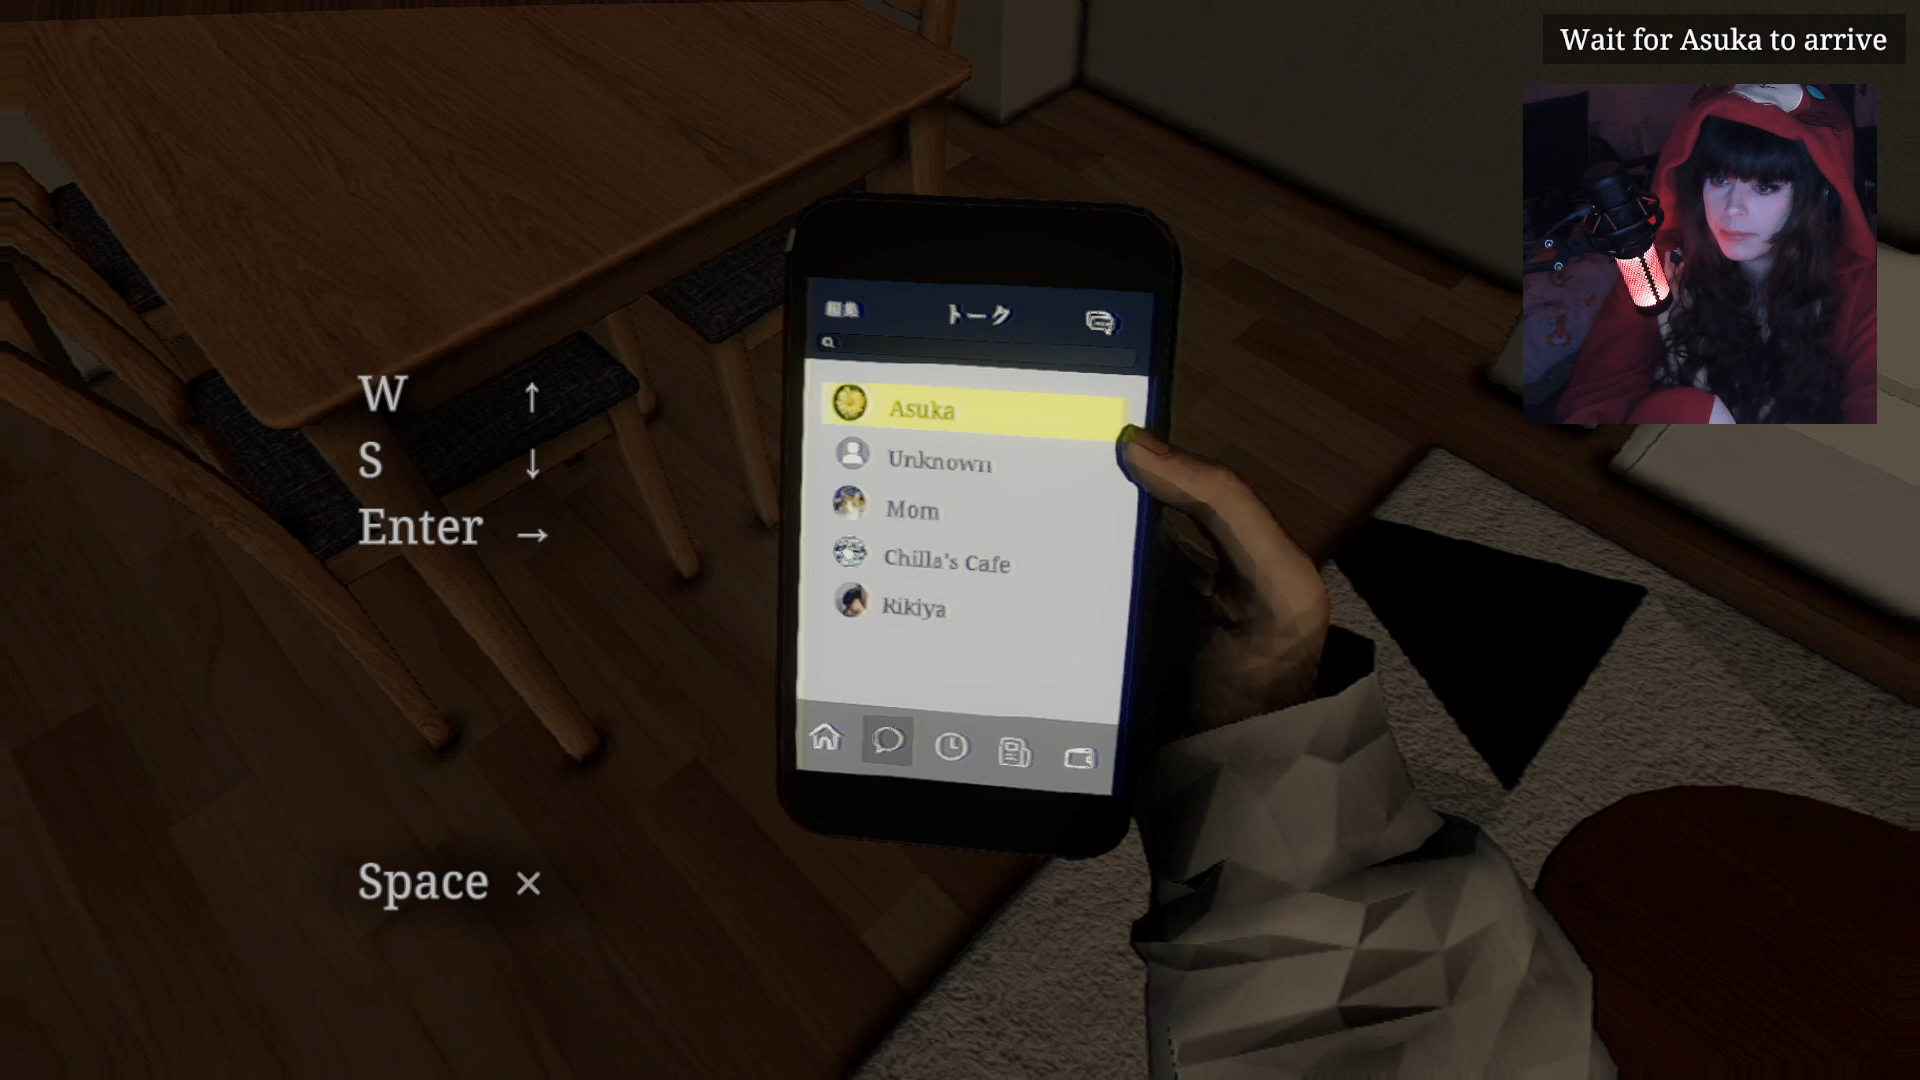 Wait for Asuka to arrive
編集 トーク
Asuka
Unknown
Mom
Chilla's Cafe
Rikiya
W ↑
S ↓
Enter →
Space ×